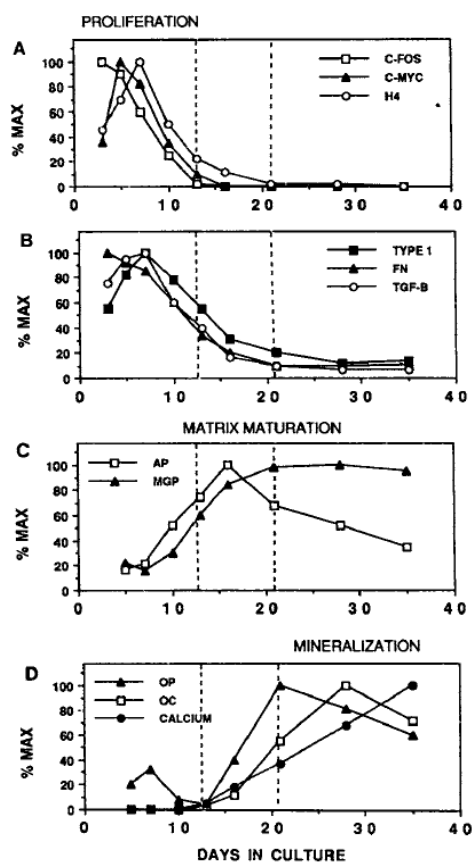 PROLIFERATION
A
C-FOS
C-MYC
H4
% MAX
100
80
60
40
20
0
0 10 20 30 40
B
TYPE 1
FN
TGF-B
% MAX
100
80
60
40
20
0
0 10 20 30 40
MATRIX MATURATION
C
AP
MGP
% MAX
100
80
60
40
20
0
0 10 20 30 40
MINERALIZATION
D
OP
OC
CALCIUM
% MAX
100
80
60
40
20
0
0 10 20 30 40
DAYS IN CULTURE